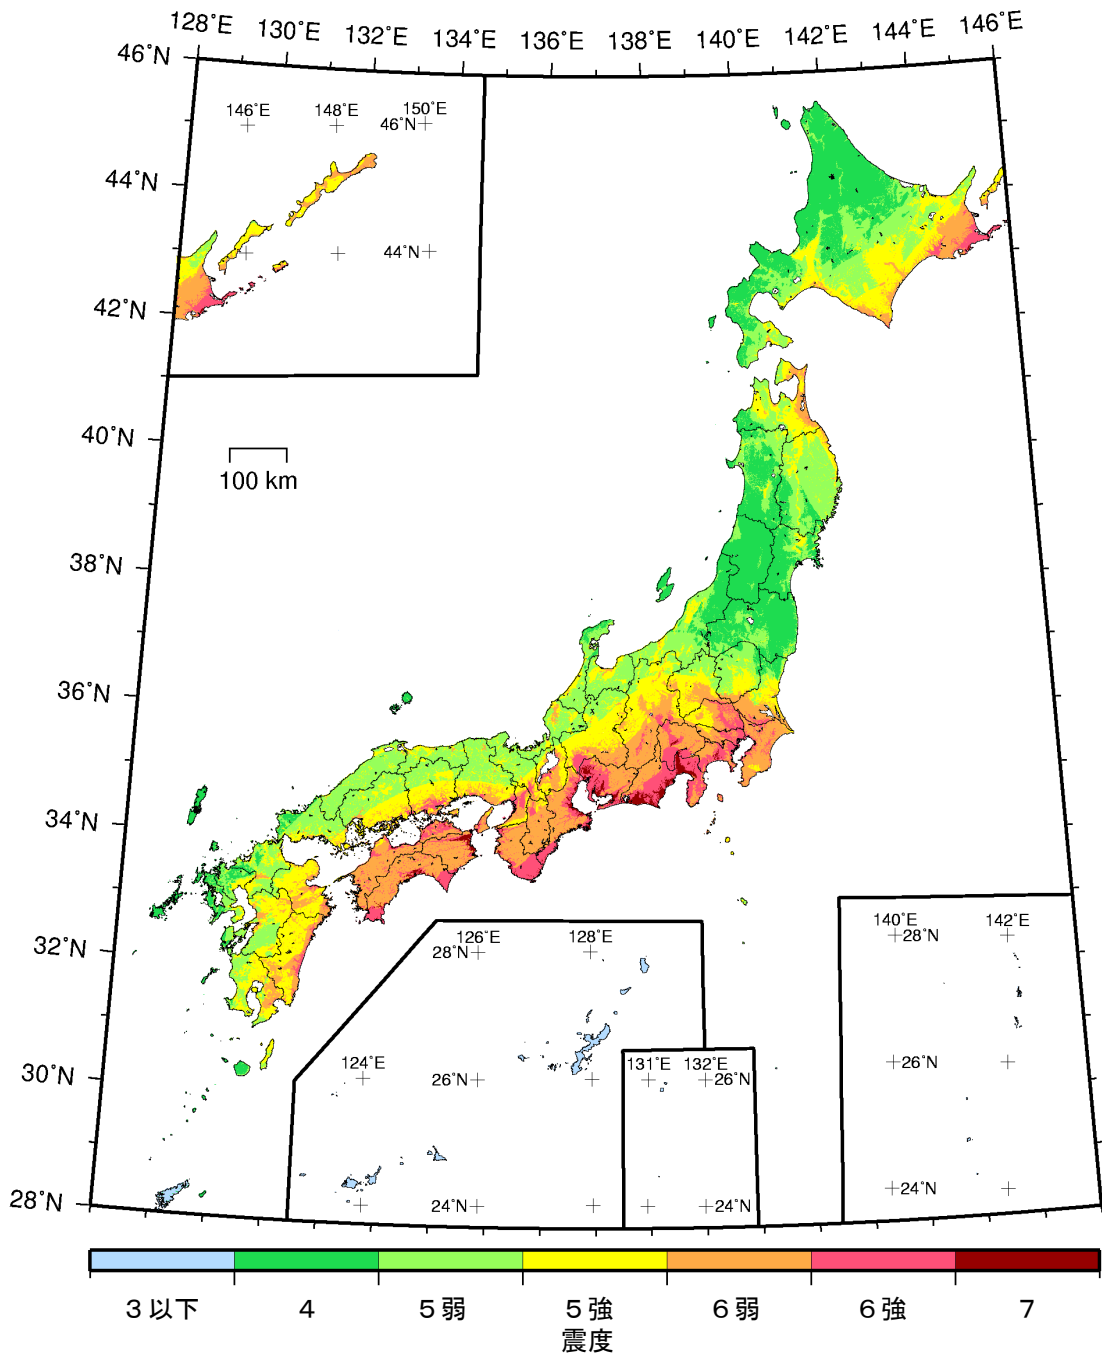 128°E 130°E 132°E 134°E 136°E 138°E 140°E 142°E 144°E 146°E
46°N
146°E 148°E 150°E
46°N
44°N
44°N
42°N
40°N
100 km
38°N
36°N
34°N
32°N
126°E 128°E
28°N
140°E 142°E
28°N
30°N
124°E
26°N
131°E 132°E
26°N
26°N
28°N
24°N
24°N
24°N
3以下 4 5弱 5強 6弱 6強 7
震度